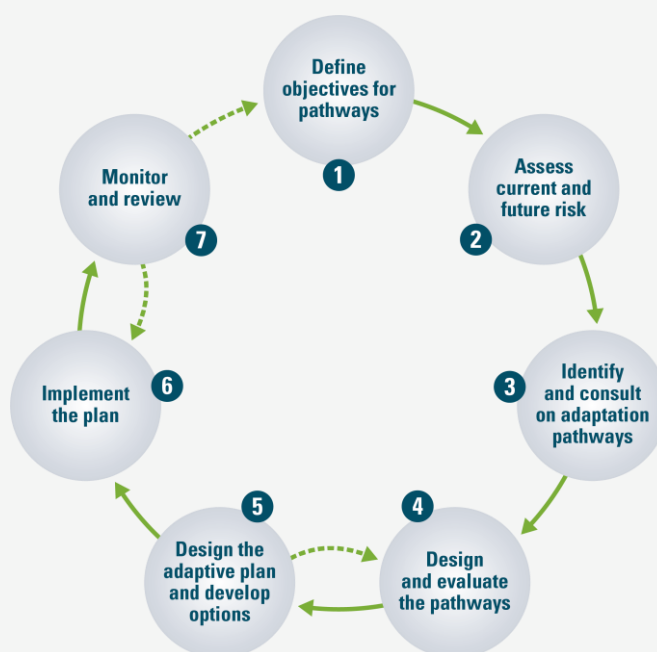 Define
objectives for
pathways
1
Assess
current and
future risk
2
Identify
and consult
on adaptation
pathways
3
Design
and evaluate
the pathways
4
Design the
adaptive plan
and develop
options
5
Implement
the plan
6
Monitor
and review
7